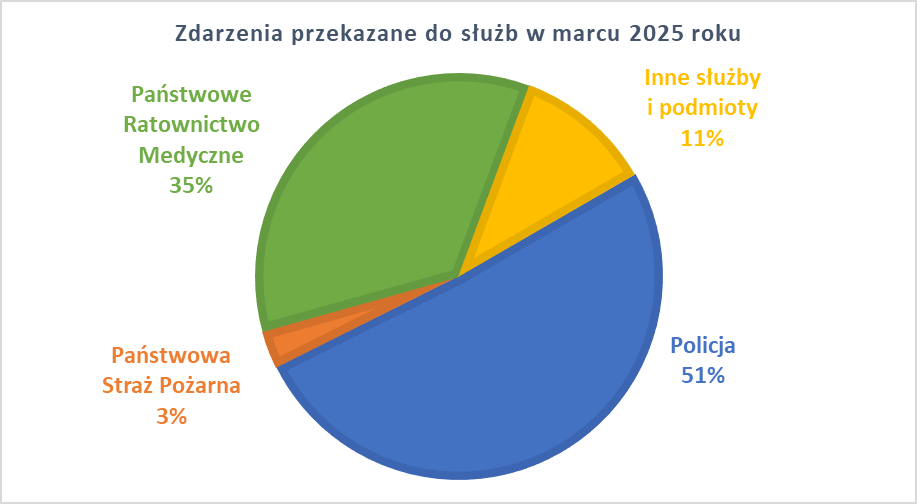 Zdarzenia przekazane do służb w marcu 2025 roku
Państwowe
Ratownictwo
Medyczne
35%
Inne służby
i podmioty
11%
Państwowa
Straż Pożarna
3%
Policja
51%